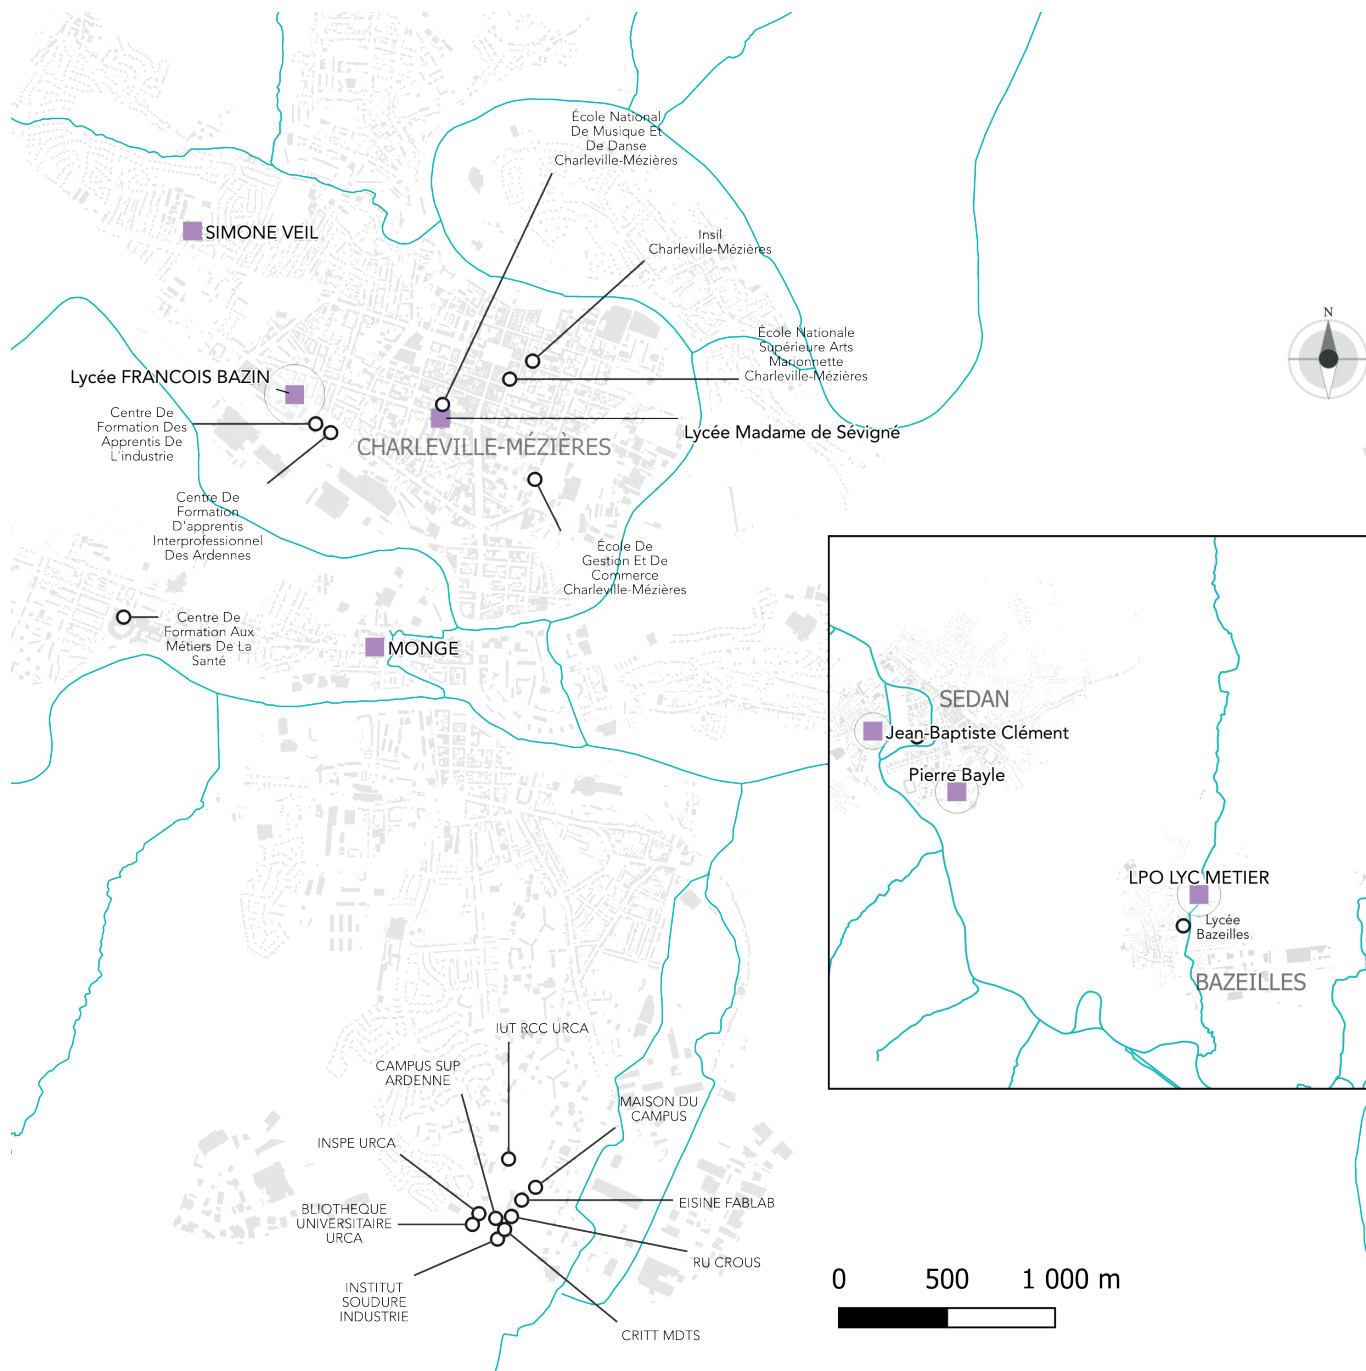 École National
De Musique Et
De Danse
Charleville-Mézières
SIMONE VEIL
Insil
Charleville-Mézières
N
École Nationale
Supérieure Arts
Marionnette
Charleville-Mézières
Lycée FRANCOIS BAZIN
Centre De
Formation Des
Apprentis De
L'industrie
Lycée Madame de Sévigné
CHARLEVILLE-MÉZIÈRES
Centre De
Formation
D'apprentis
Interprofessionnel
Des Ardennes
École De
Gestion Et De
Commerce
Charleville-Mézières
Centre De
Formation Aux
Métiers De La
Santé
MONGE
SEDAN
Jean-Baptiste Clément
Pierre Bayle
LPO LYC METIER
Lycée
Bazeilles
BAZEILLES
IUT RCC URCA
CAMPUS SUP
ARDENNE
MAISON DU
CAMPUS
INSPE URCA
EISINE FABLAB
BLIOTHEQUE
UNIVERSITAIRE
URCA
RU CROUS
INSTITUT
SOUDURE
INDUSTRIE
CRITT MDTS
0 500 1 000 m